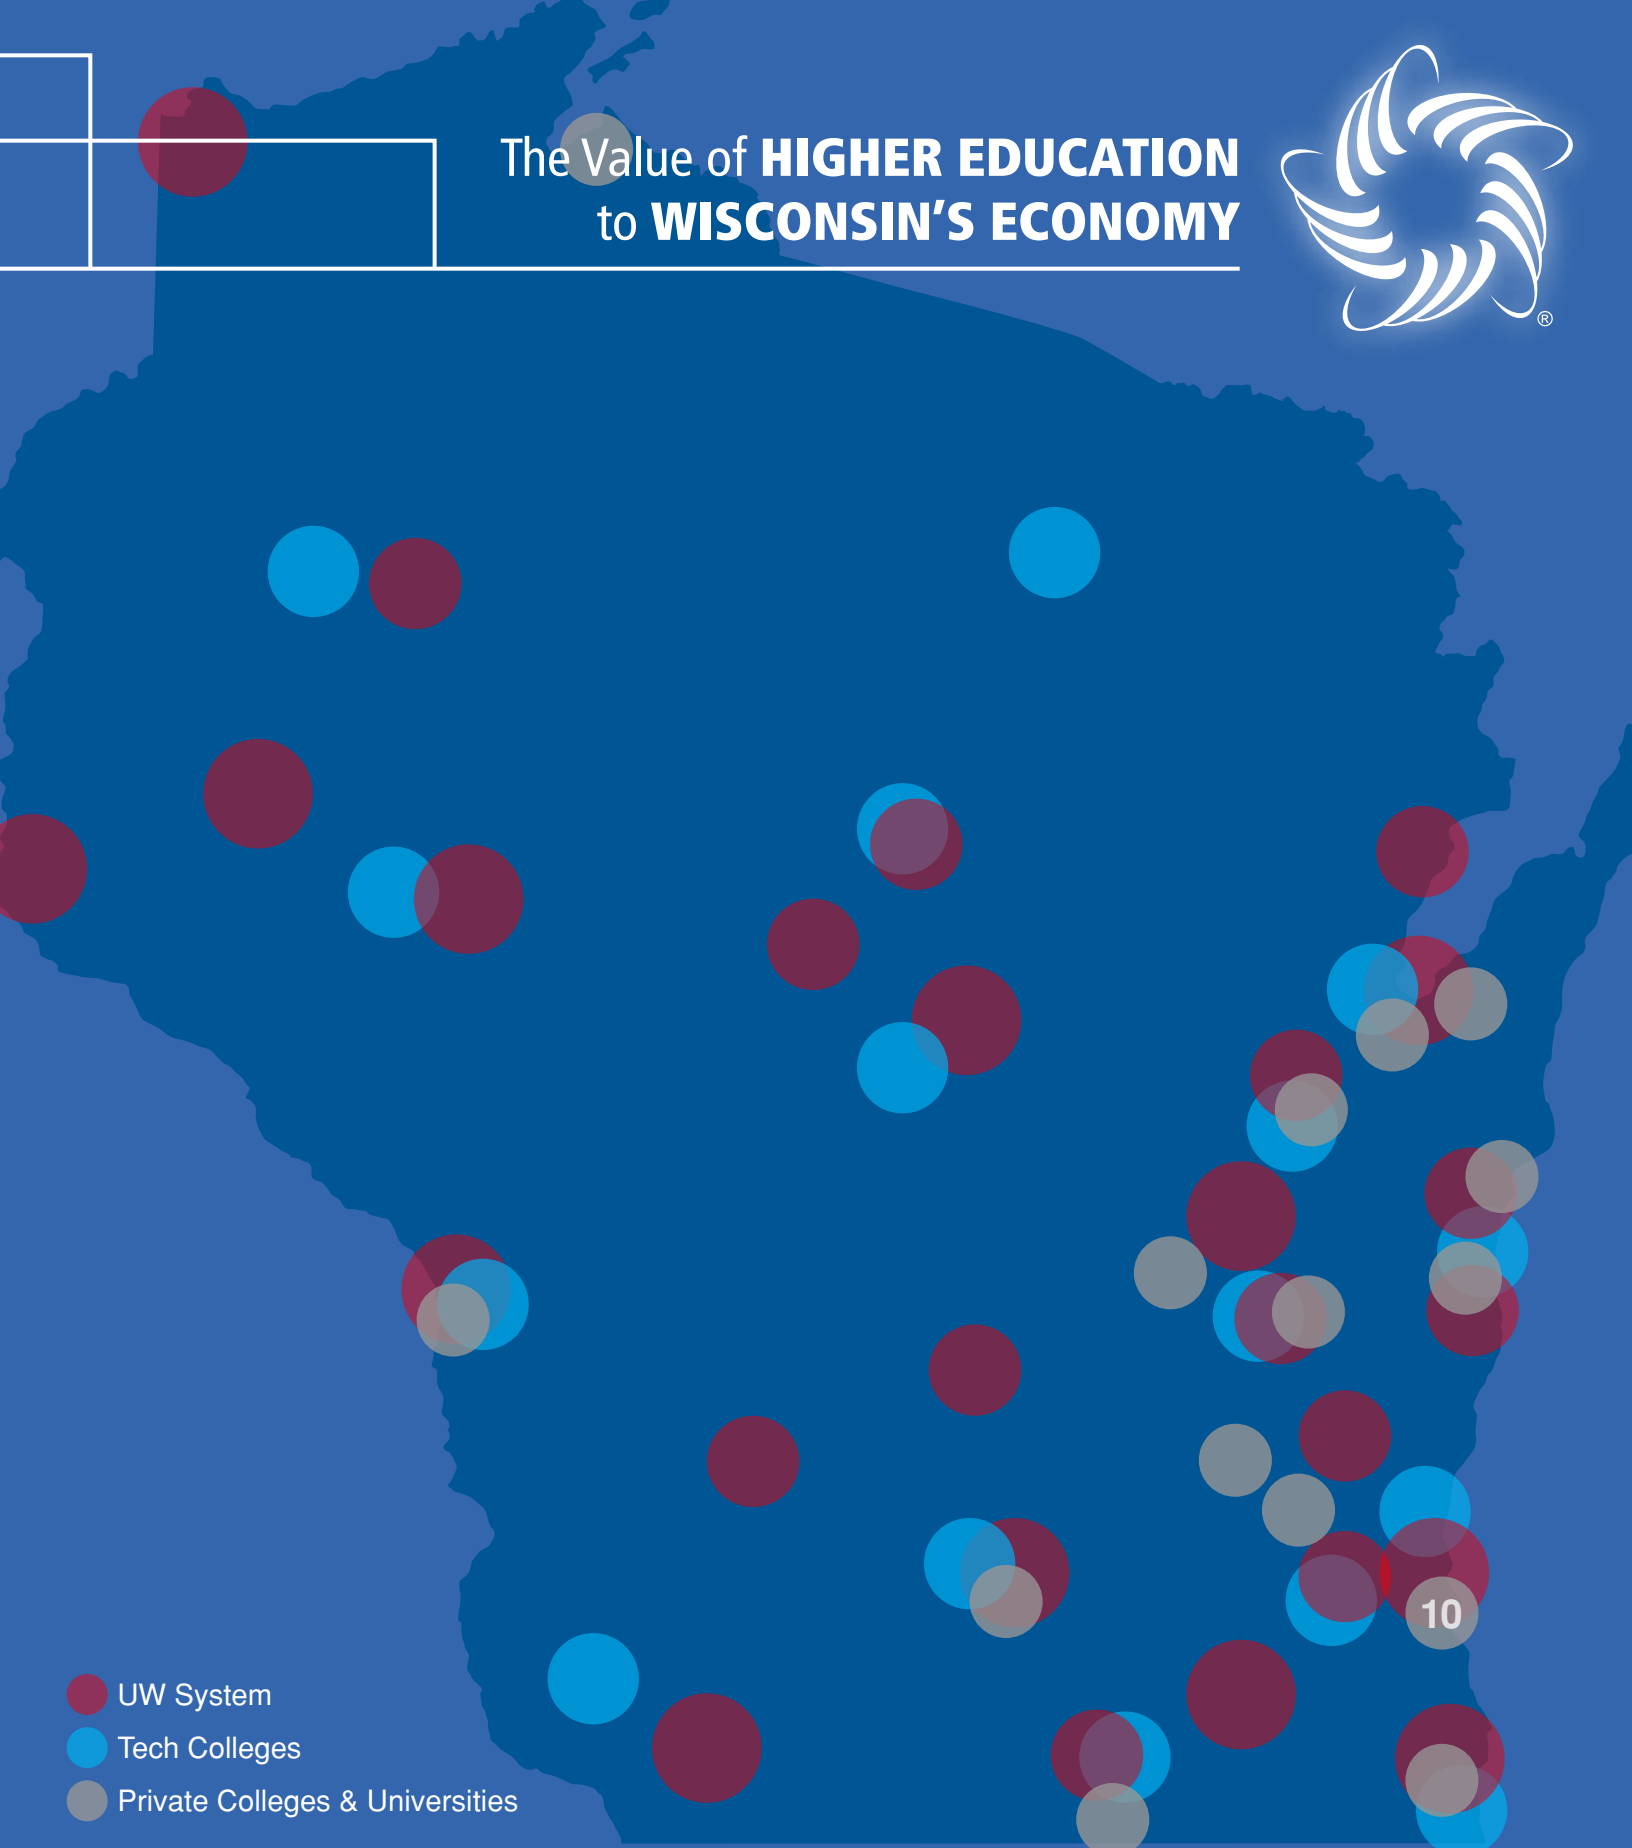 The Value of HIGHER EDUCATION
to WISCONSIN'S ECONOMY
®
10
UW System
Tech Colleges
Private Colleges & Universities